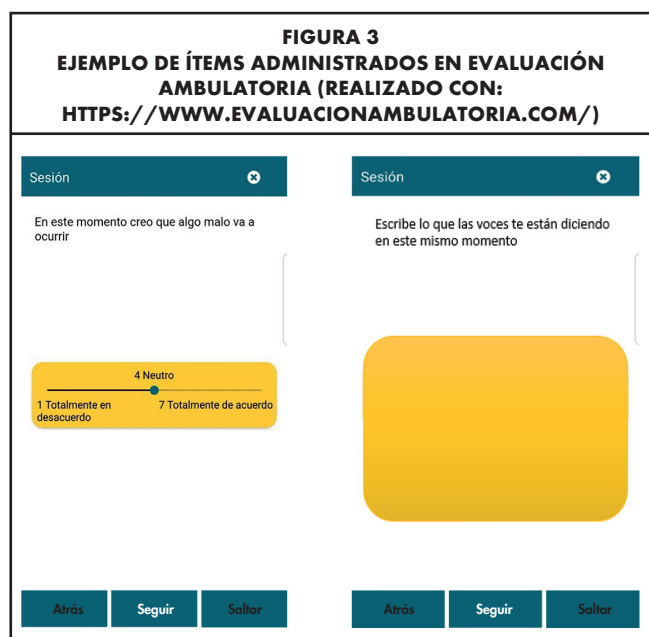 FIGURA 3
EJEMPLO DE ÍTEMS ADMINISTRADOS EN EVALUACIÓN
AMBULATORIA (REALIZADO CON:
HTTPS://WWW.EVALUACIONAMBULATORIA.COM/)
Sesión
En este momento creo que algo malo va a
ocurrir
4 Neutro
1 Totalmente en
desacuerdo
7 Totalmente de acuerdo
Atrás Seguir Saltar
Sesión
Escribe lo que las voces te están diciendo
en este mismo momento
Atrás Seguir Saltar